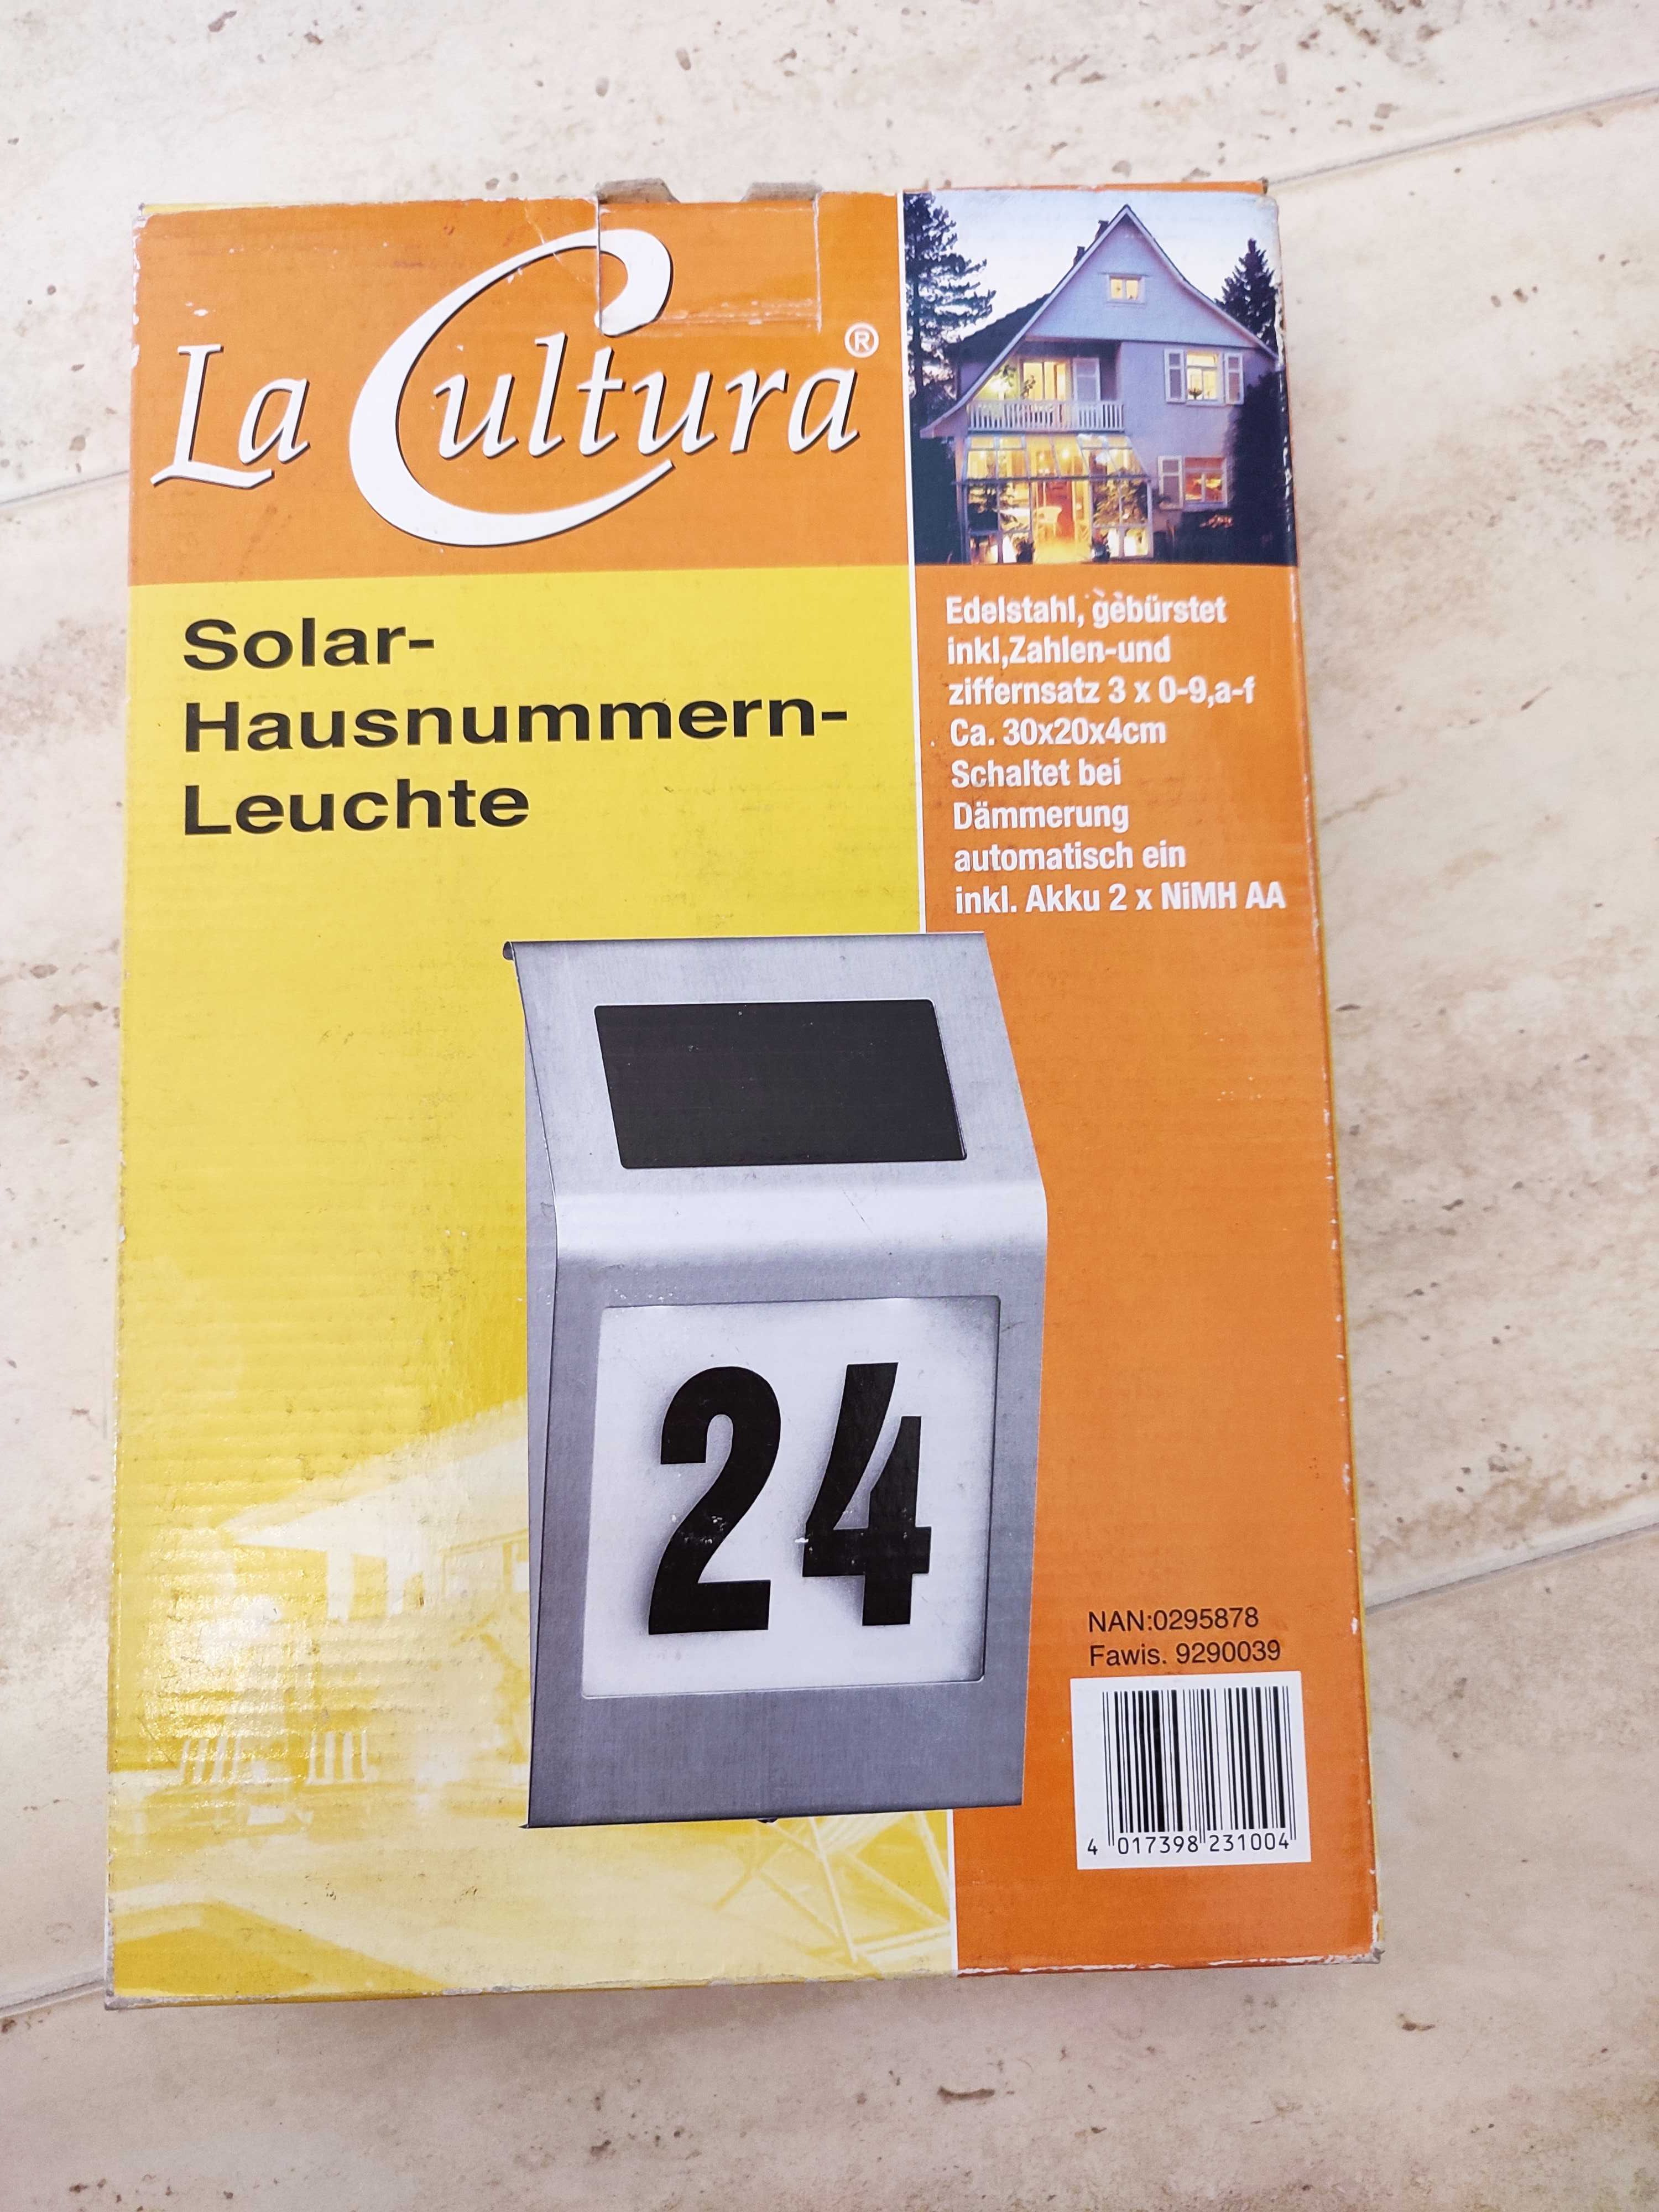 La Cultura®
Solar-
Hausnummern-
Leuchte
Edelstahl, gebürstet
inkl,Zahlen-und
ziffernsatz 3 x 0-9,a-f
Ca. 30x20x4cm
Schaltet bei
Dämmerung
automatisch ein
inkl. Akku 2 x NiMH AA
24
NAN:0295878
Fawis. 9290039
4 017398 231004